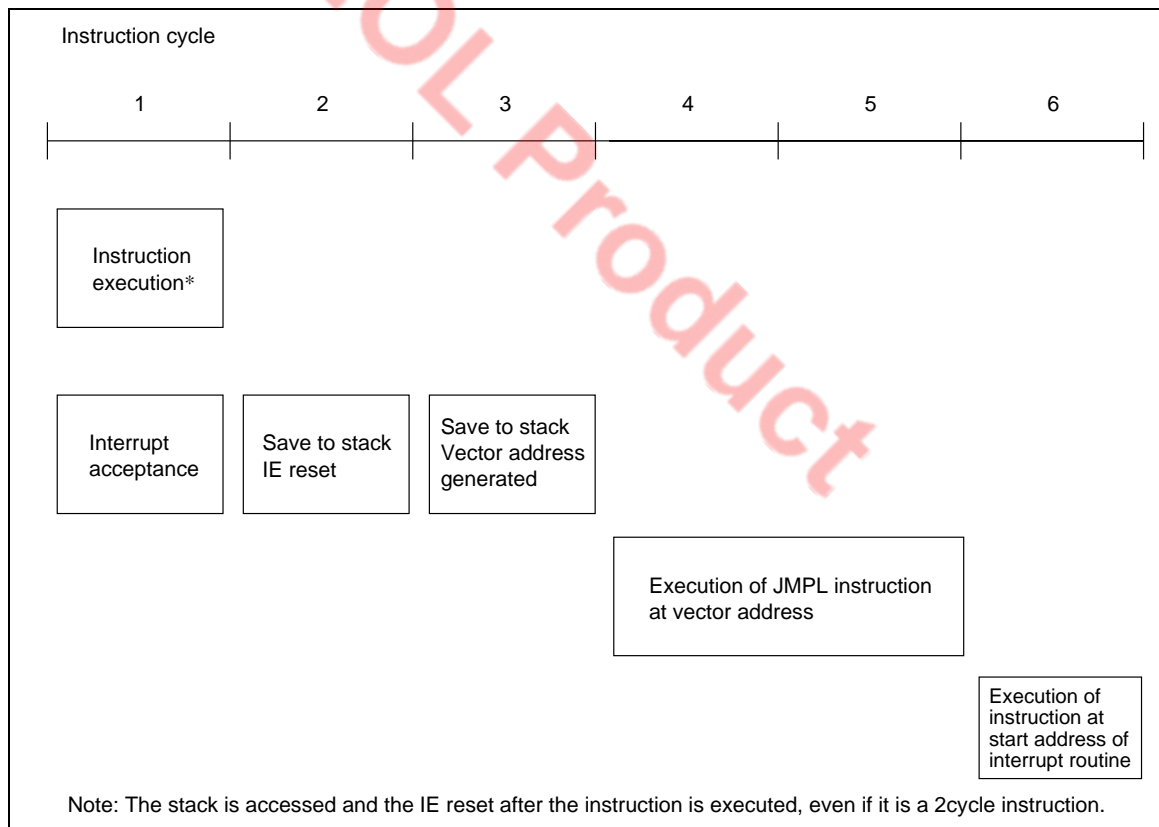 Instruction cycle
1 2 3 4 5 6
Instruction
execution*
Interrupt
acceptance
Save to stack
IE reset
Save to stack
Vector address
generated
Execution of JMPL instruction
at vector address
Execution of
instruction at
start address of
interrupt routine
Note: The stack is accessed and the IE reset after the instruction is executed, even if it is a 2cycle instruction.
OL Product